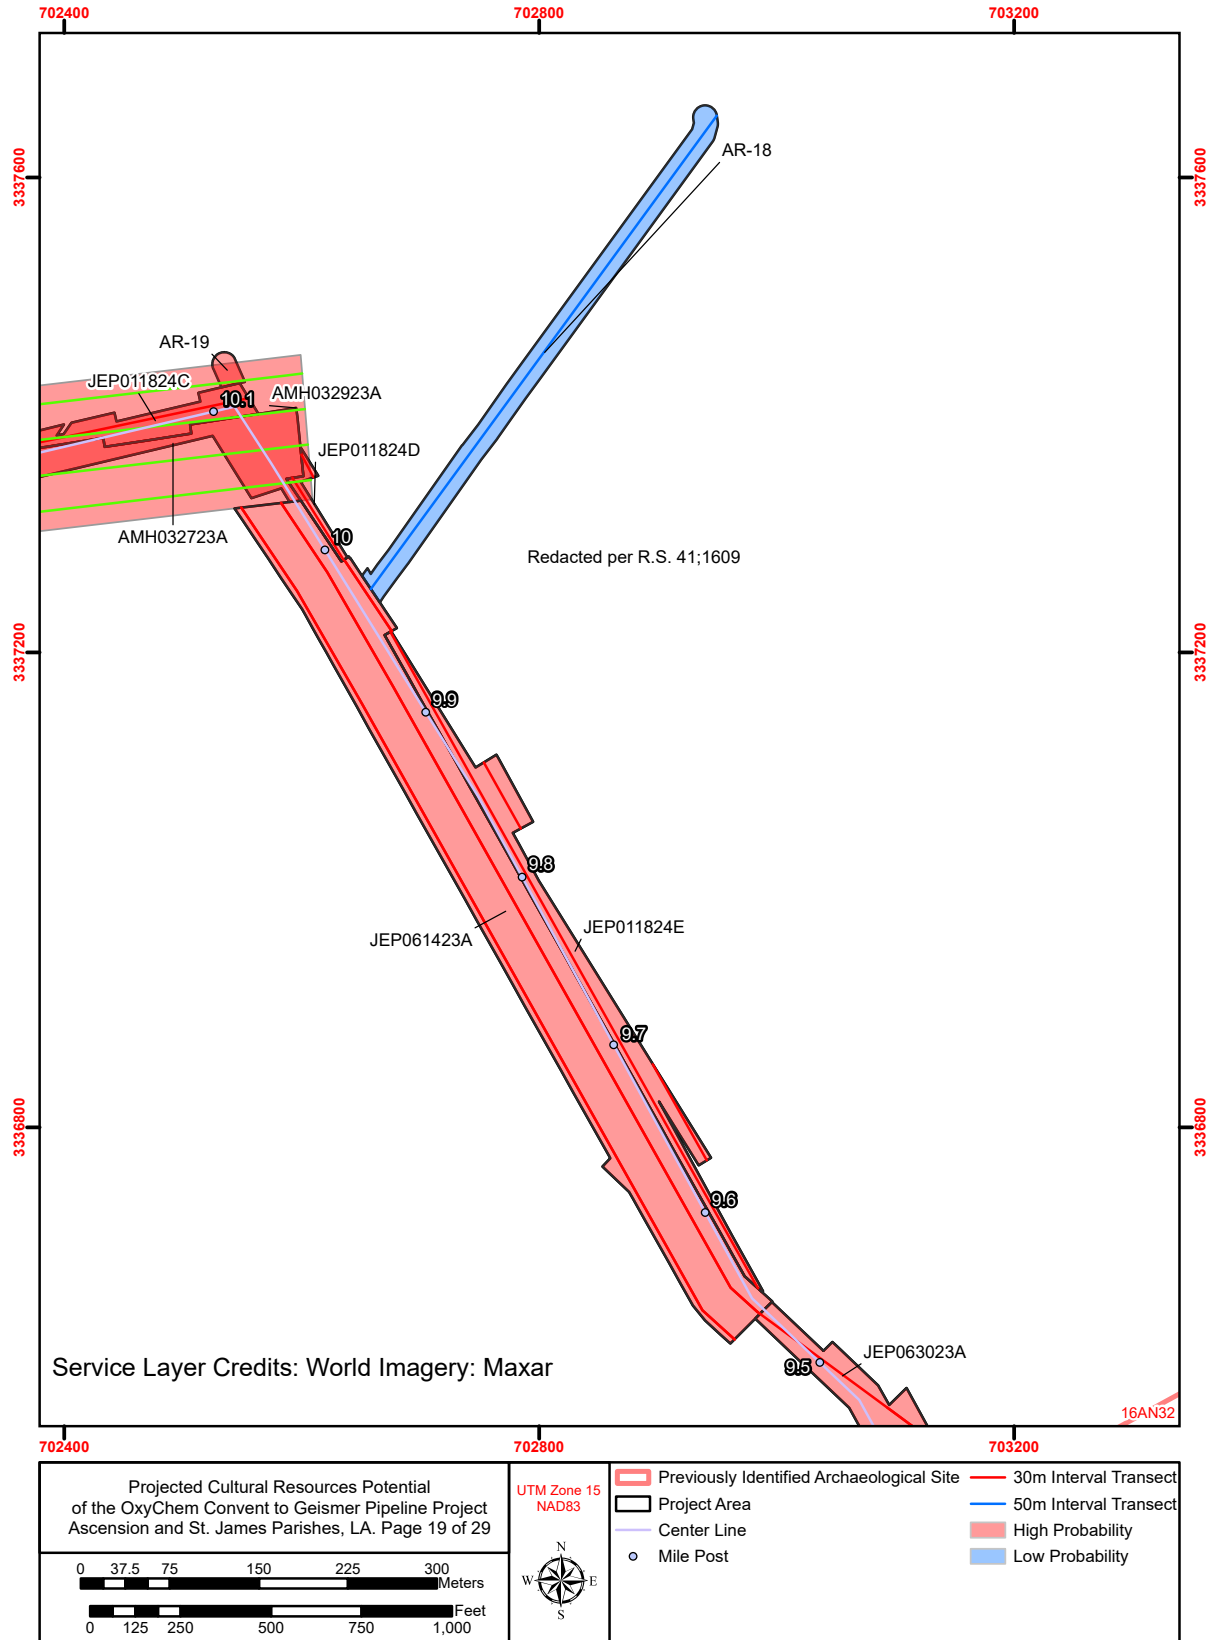 702400
702800
703200
3337600
3337600
AR-18
AR-19
JEP011824C
10.1
AMH032923A
JEP011824D
AMH032723A
10
Redacted per R.S. 41;1609
3337200
3337200
9.9
9.8
JEP061423A
JEP011824E
9.7
3336800
3336800
9.6
JEP063023A
9.5
Service Layer Credits: World Imagery: Maxar
16AN32
702400
702800
703200
Projected Cultural Resources Potential
of the OxyChem Convent to Geismer Pipeline Project
Ascension and St. James Parishes, LA. Page 19 of 29
0 37.5 75 150 225 300
Meters
Feet
0 125 250 500 750 1,000
UTM Zone 15
NAD83
N
W E
S
Previously Identified Archaeological Site
Project Area
Center Line
Mile Post
30m Interval Transect
50m Interval Transect
High Probability
Low Probability